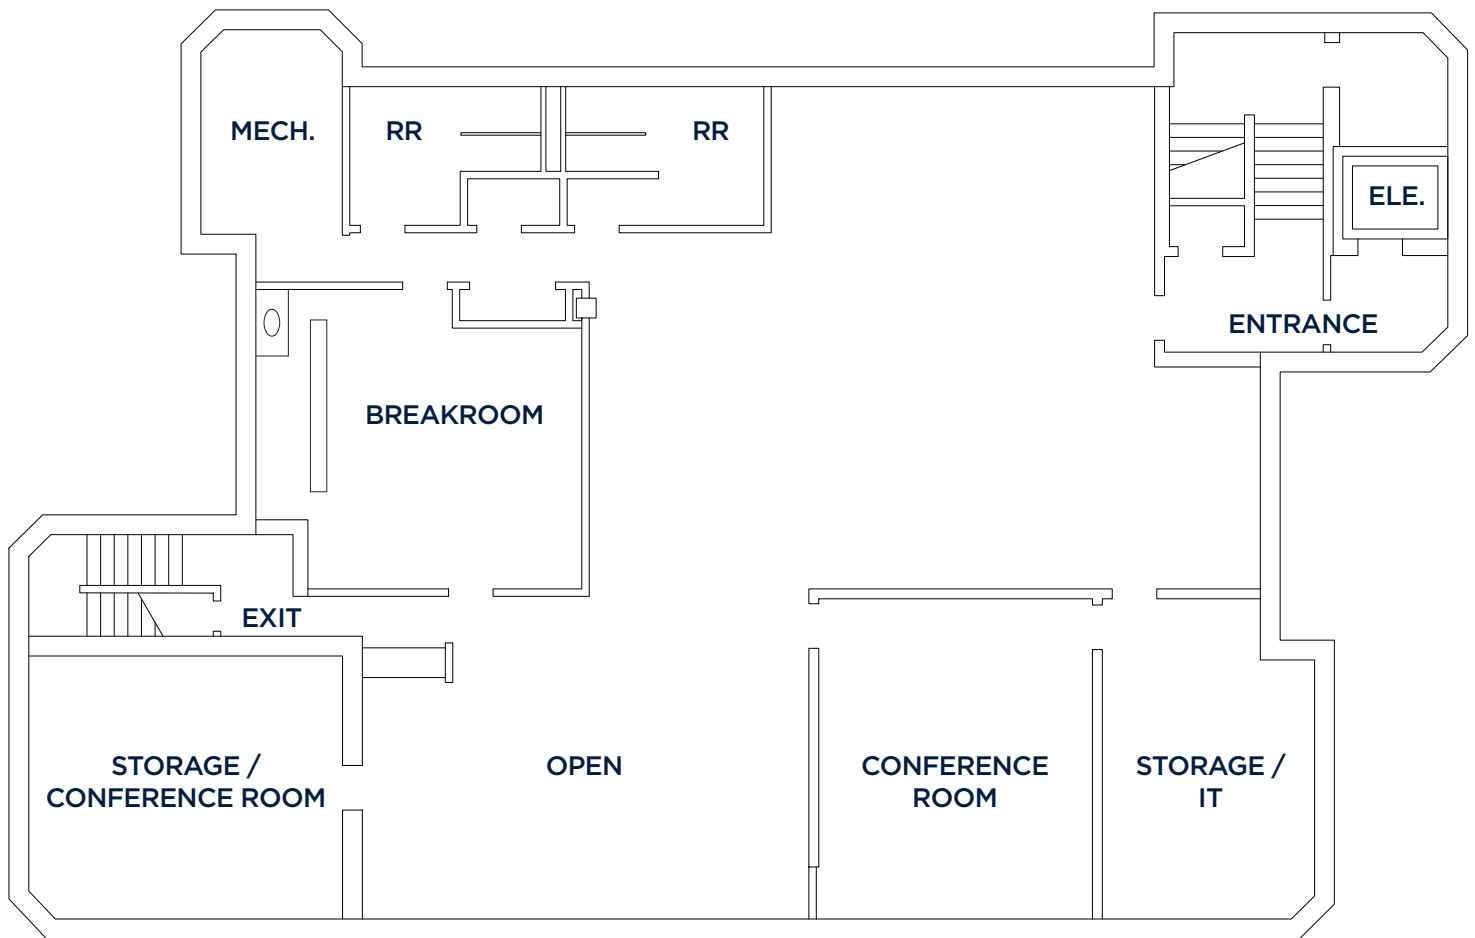 MECH.
RR
RR
ELE.
ENTRANCE
BREAKROOM
EXIT
STORAGE /
CONFERENCE ROOM
OPEN
CONFERENCE
ROOM
STORAGE /
IT